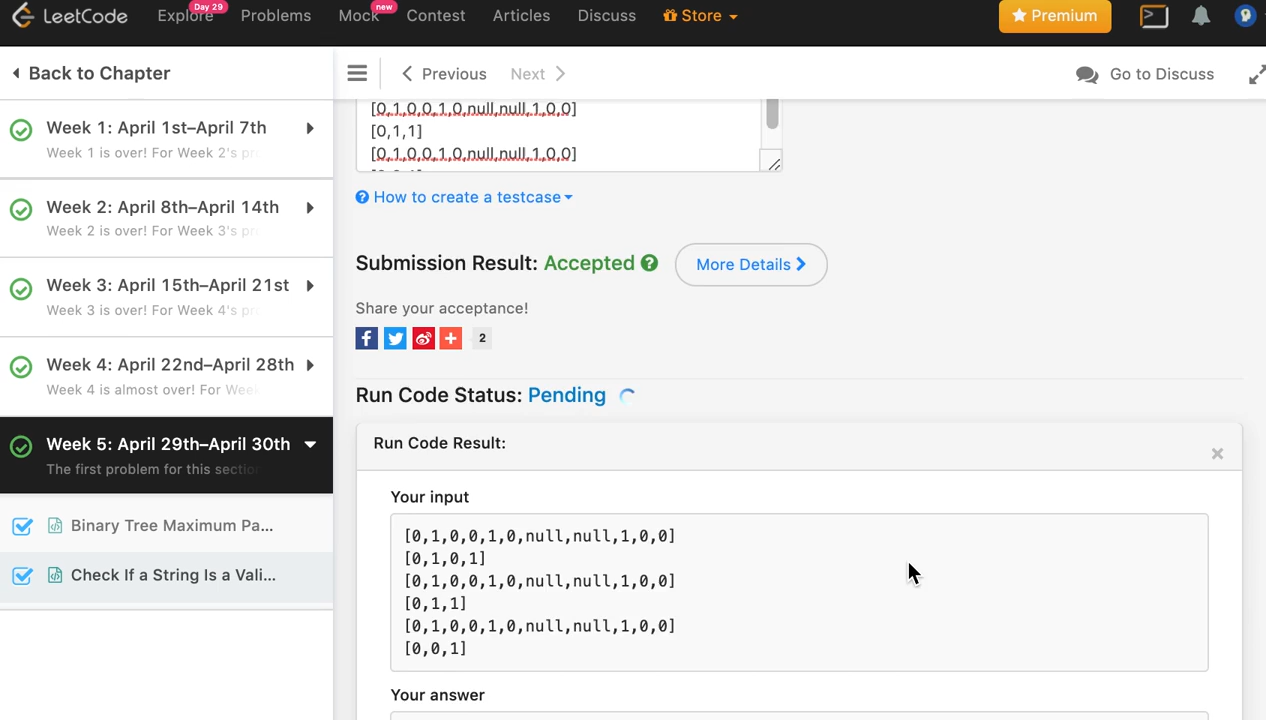 LeetCode
Explore
Day 29
Problems
Mock
new
Contest
Articles
Discuss
Store
Premium
Back to Chapter
Previous
Next
Go to Discuss
Week 1: April 1st–April 7th
Week 1 is over! For Week 2's pr
Week 2: April 8th–April 14th
Week 2 is over! For Week 3's pr
Week 3: April 15th–April 21st
Week 3 is over! For Week 4's pr
Week 4: April 22nd–April 28th
Week 4 is almost over! For Wee
Week 5: April 29th–April 30th
The first problem for this sectio
Binary Tree Maximum Pa...
Check If a String Is a Vali...
[0,1,0,0,1,0,null,null,1,0,0]
[0,1,1]
[0,1,0,0,1,0,null,null,1,0,0]
How to create a testcase
Submission Result: Accepted
More Details
Share your acceptance!
2
Run Code Status: Pending
Run Code Result:
Your input
[0,1,0,0,1,0,null,null,1,0,0]
[0,1,0,1]
[0,1,0,0,1,0,null,null,1,0,0]
[0,1,1]
[0,1,0,0,1,0,null,null,1,0,0]
[0,0,1]
Your answer